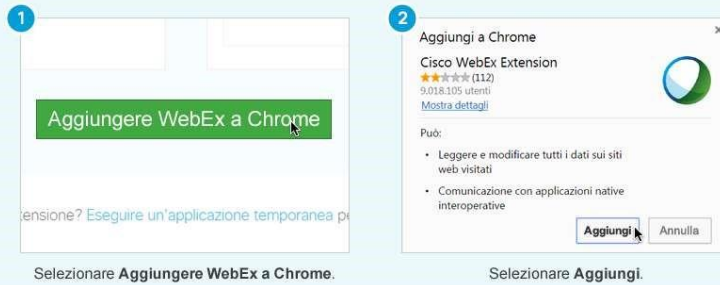 1
Aggiungere WebEx a Chrome
ensione? Eseguire un'applicazione temporanea pe
Selezionare Aggiungere WebEx a Chrome.
2
Aggiungi a Chrome
Cisco WebEx Extension
(112)
9.018.105 utenti
Mostra dettagli
Può:
• Leggere e modificare tutti i dati sui siti
web visitati
• Comunicazione con applicazioni native
interoperative
Aggiungi
Annulla
Selezionare Aggiungi.